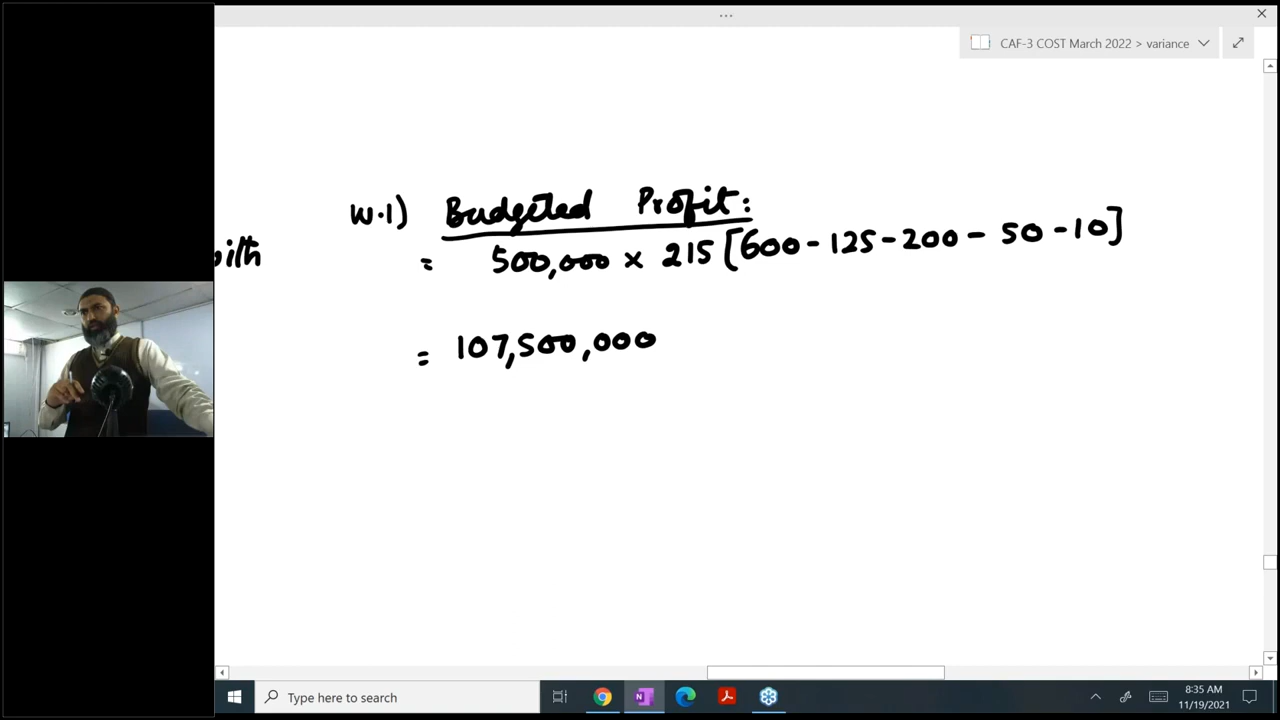 CAF-3 COST March 2022 > variance
w.1) Budgeted Profit:
= 500,000 × 215 [600 - 125 - 200 - 50 - 10]
= 107,500,000
Type here to search
8:35 AM
11/19/2021